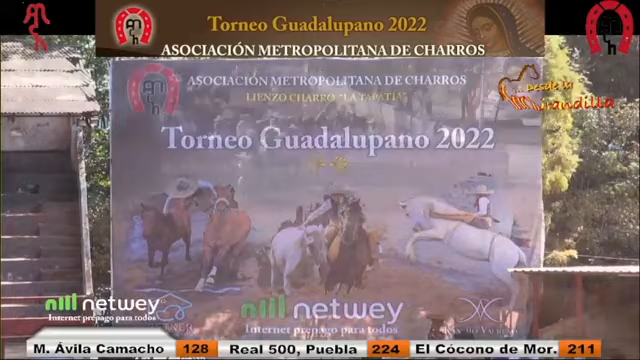 Torneo Guadalupano 2022
ASOCIACIÓN METROPOLITANA DE CHARROS
ASOCIACIÓN METROPOLITANA DE CHARROS
LIENZO CHARRO "LA TAPATÍA"
Desde la
Mandilla
Torneo Guadalupano 2022
netwey
Internet prepago para todos
netwey
Internet prepago para todos
M. Ávila Camacho 128 Real 500, Puebla 224 El Cócono de Mor. 211